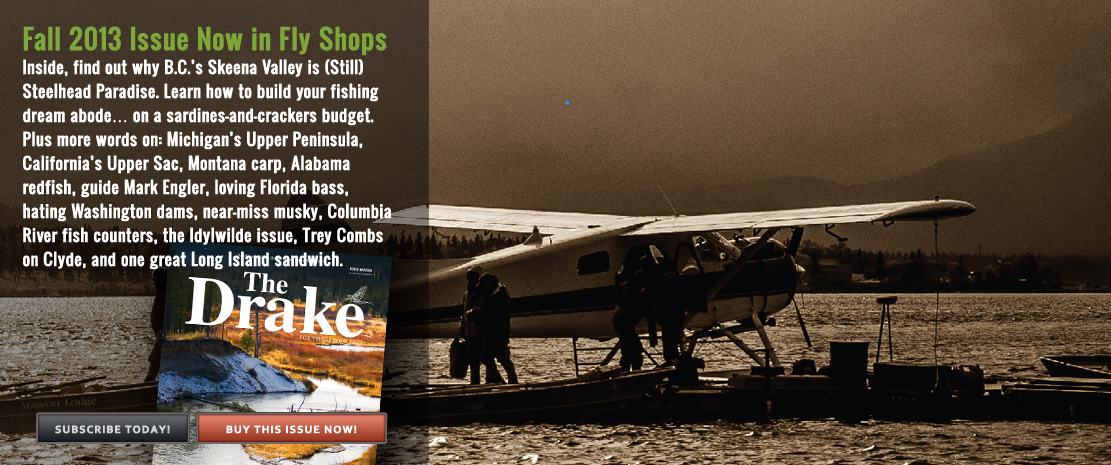 Fall 2013 Issue Now in Fly Shops
Inside, find out why B.C.'s Skeena Valley is (Still)
Steelhead Paradise. Learn how to build your fishing
dream abode... on a sardines-and-crackers budget.
Plus more words on: Michigan's Upper Peninsula,
California's Upper Sac, Montana carp, Alabama
redfish, guide Mark Engler, loving Florida bass,
hating Washington dams, near-miss musky, Columbia
River fish counters, the Idylwilde issue, Trey Combs
on Clyde, and one great Long Island sandwich.
The
Drake
Mission Lodge
SUBSCRIBE TODAY!
BUY THIS ISSUE NOW!